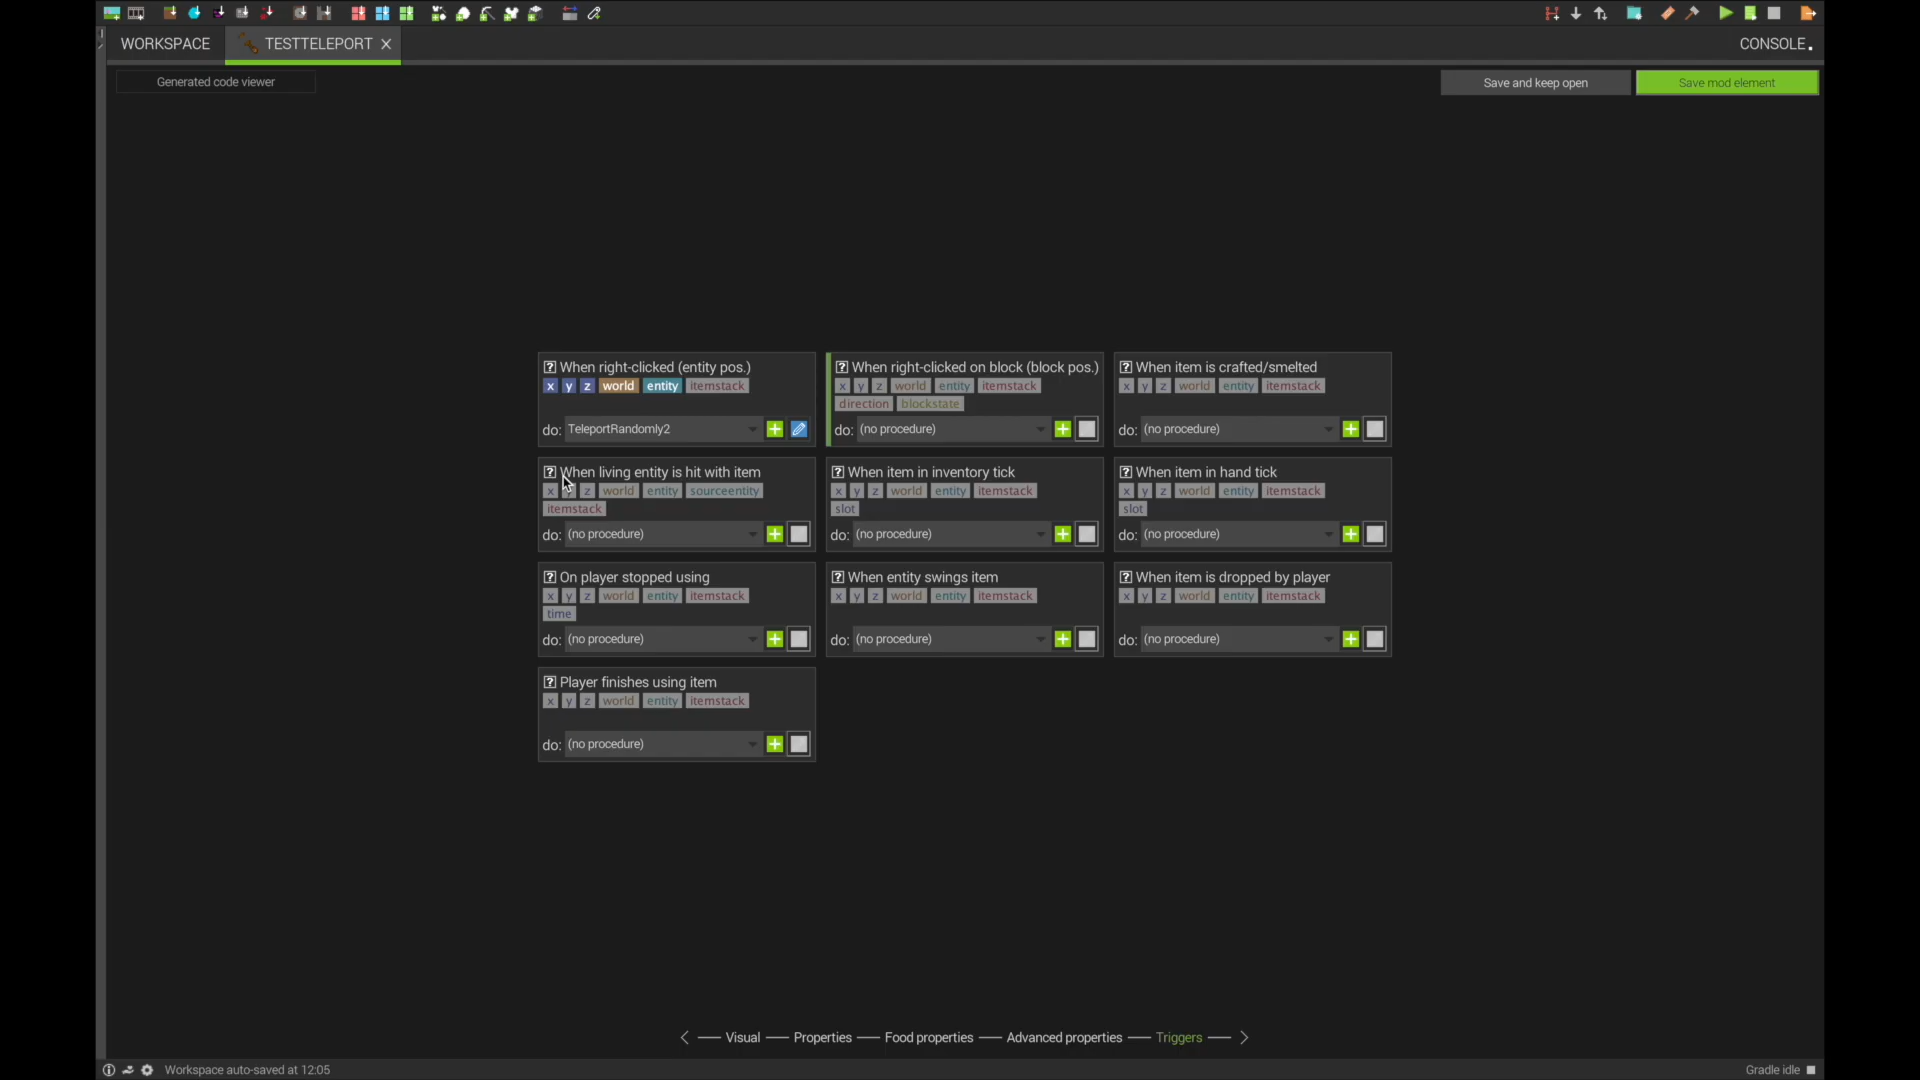 WORKSPACE
TESTTELEPORT
CONSOLE
Generated code viewer
Save and keep open
Save mod element
When right-clicked (entity pos.)
x y z world entity itemstack
do: TeleportRandomly2
When right-clicked on block (block pos.)
x y z world entity itemstack
direction blockstate
do: (no procedure)
When item is crafted/smelted
x y z world entity itemstack
do: (no procedure)
When living entity is hit with item
x y z world entity sourceentity
itemstack
do: (no procedure)
When item in inventory tick
x y z world entity itemstack
slot
do: (no procedure)
When item in hand tick
x y z world entity itemstack
slot
do: (no procedure)
On player stopped using
x y z world entity itemstack
time
do: (no procedure)
When entity swings item
x y z world entity itemstack
do: (no procedure)
When item is dropped by player
x y z world entity itemstack
do: (no procedure)
Player finishes using item
x y z world entity itemstack
do: (no procedure)
Visual
Properties
Food properties
Advanced properties
Triggers
Workspace auto-saved at 12:05
Gradle idle